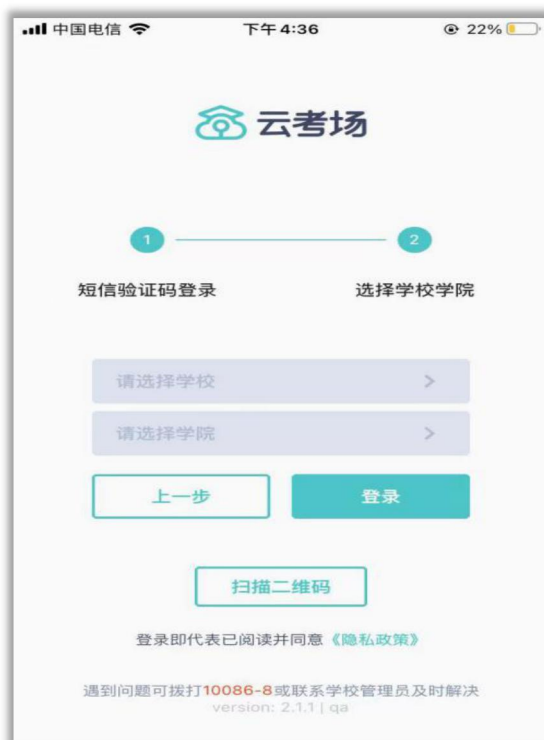 中国电信 下午4:36 22%
云考场
1 2
短信验证码登录 选择学校学院
请选择学校 >
请选择学院 >
上一步 登录
扫描二维码
登录即代表已阅读并同意《隐私政策》
遇到问题可拨打10086-8或联系学校管理员及时解决
version: 2.1.1 | qa